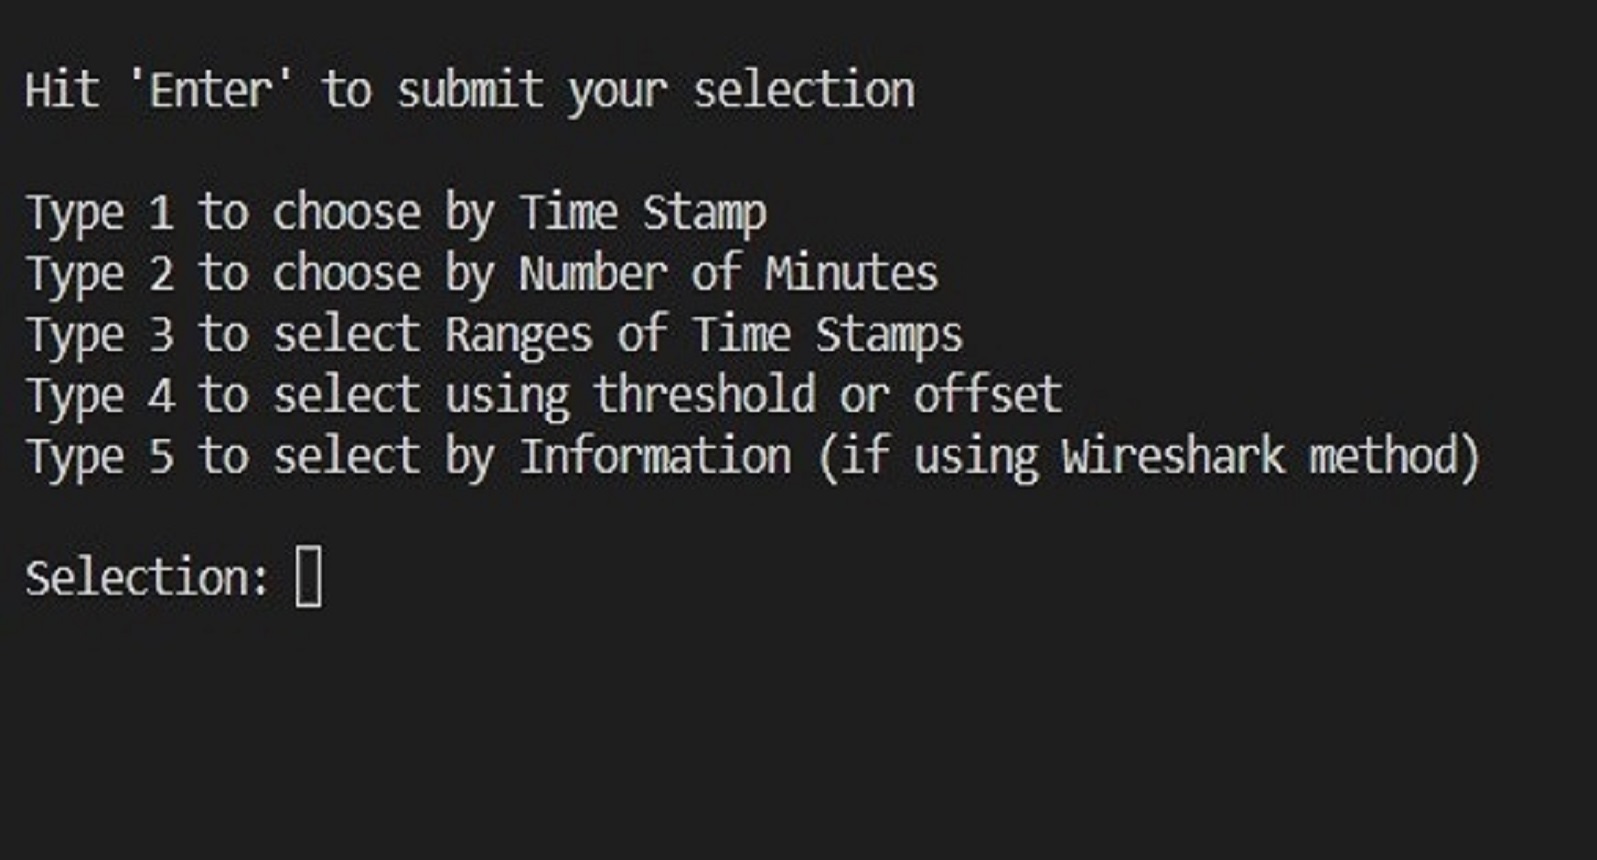 Hit 'Enter' to submit your selection
Type 1 to choose by Time Stamp
Type 2 to choose by Number of Minutes
Type 3 to select Ranges of Time Stamps
Type 4 to select using threshold or offset
Type 5 to select by Information (if using Wireshark method)
Selection: